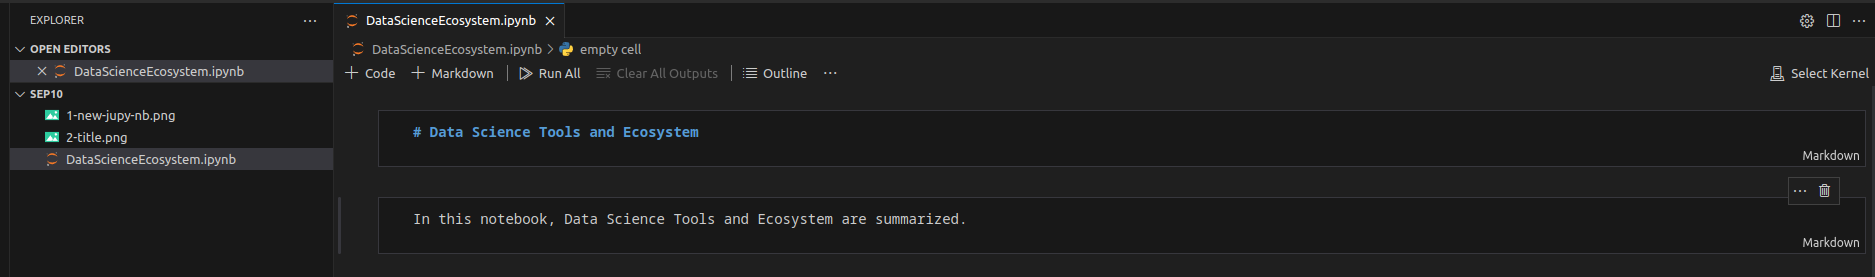 EXPLORER
OPEN EDITORS
DataScienceEcosystem.ipynb
SEP10
1-new-jupy-nb.png
2-title.png
DataScienceEcosystem.ipynb
DataScienceEcosystem.ipynb
DataScienceEcosystem.ipynb > empty cell
+ Code + Markdown Run All Clear All Outputs Outline ··· Select Kernel
# Data Science Tools and Ecosystem
Markdown
In this notebook, Data Science Tools and Ecosystem are summarized.
Markdown